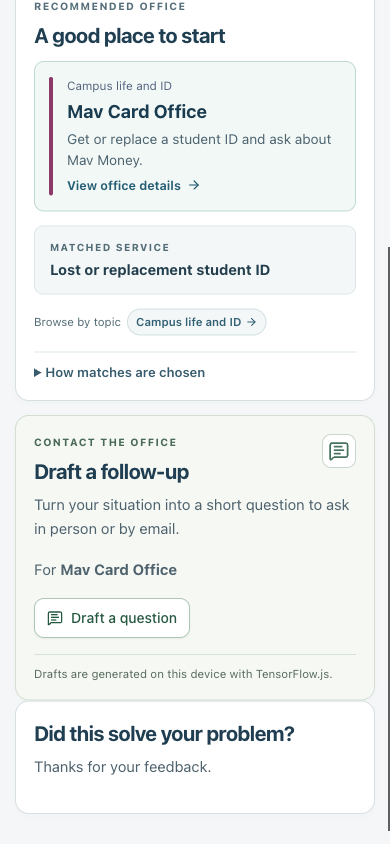 RECOMMENDED OFFICE
A good place to start
Campus life and ID
Mav Card Office
Get or replace a student ID and ask about
Mav Money.
View office details →
MATCHED SERVICE
Lost or replacement student ID
Browse by topic Campus life and ID →
How matches are chosen
CONTACT THE OFFICE
Draft a follow-up
Turn your situation into a short question to ask
in person or by email.
For Mav Card Office
Draft a question
Drafts are generated on this device with TensorFlow.js.
Did this solve your problem?
Thanks for your feedback.